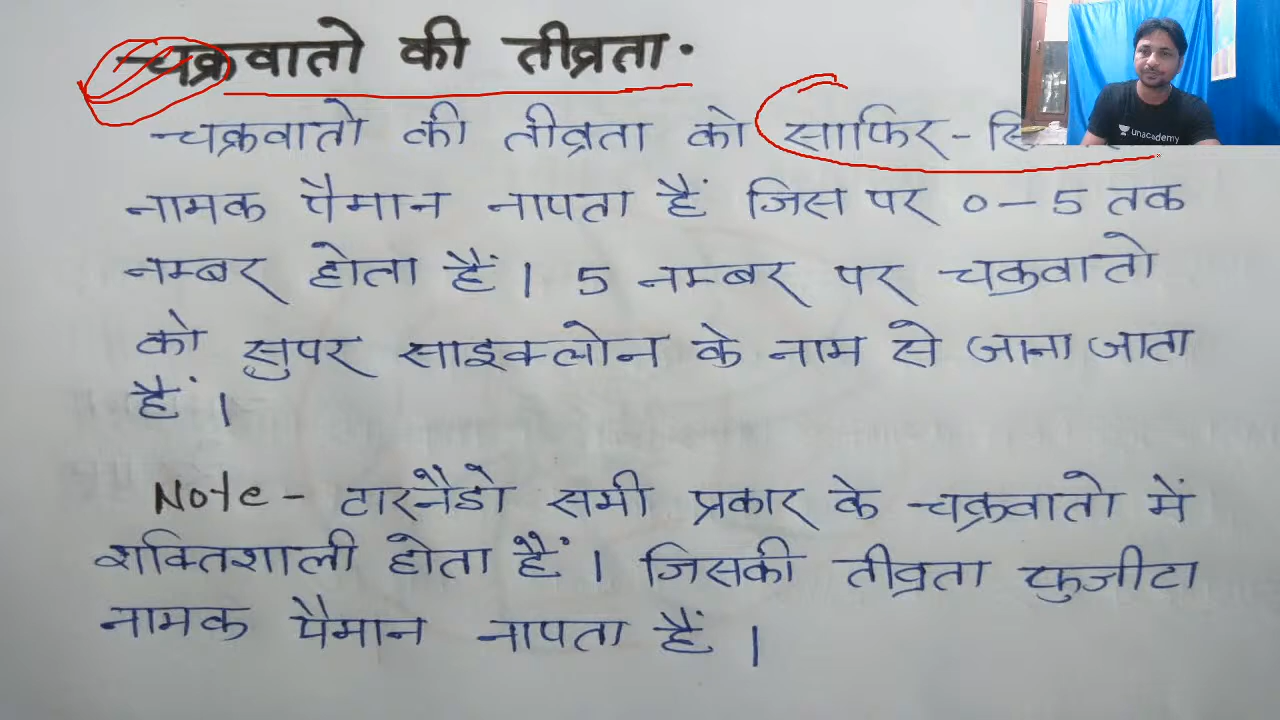 चक्रवातो की तीव्रता.
चक्रवातो की तीव्रता को साफिर-
नामक पैमान नापता हैं जिस पर 0-5 तक
नम्बर होता हैं। 5 नम्बर पर चक्रवातो
को सुपर साइक्लोन के नाम से जाना जाता
हैं।
Note - टारनैडो सभी प्रकार के चक्रवातो में
शक्तिशाली होता हैं। जिसकी तीव्रता फुजीटा
नामक पैमान नापता हैं।
unacademy